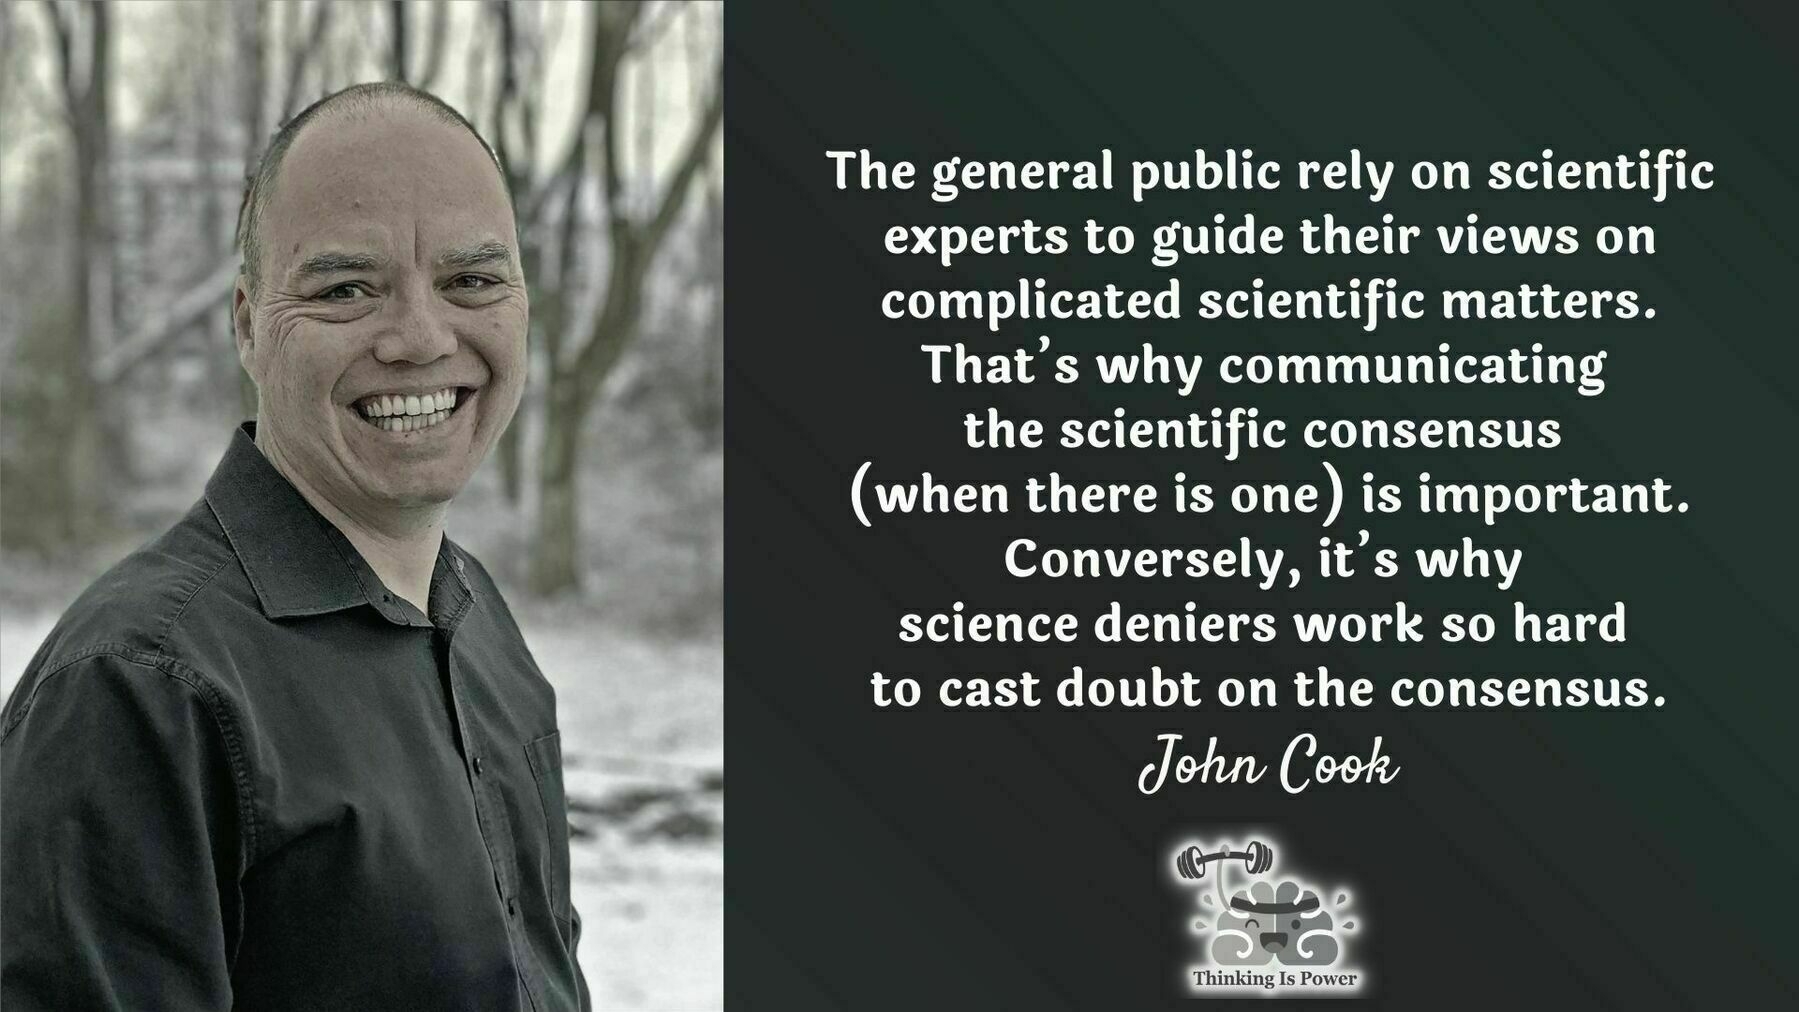 The general public rely on scientific
experts to guide their views on
complicated scientific matters.
That’s why communicating
the scientific consensus
(when there is one) is important.
Conversely, it’s why
science deniers work so hard
to cast doubt on the consensus.
John Cook
Thinking Is Power